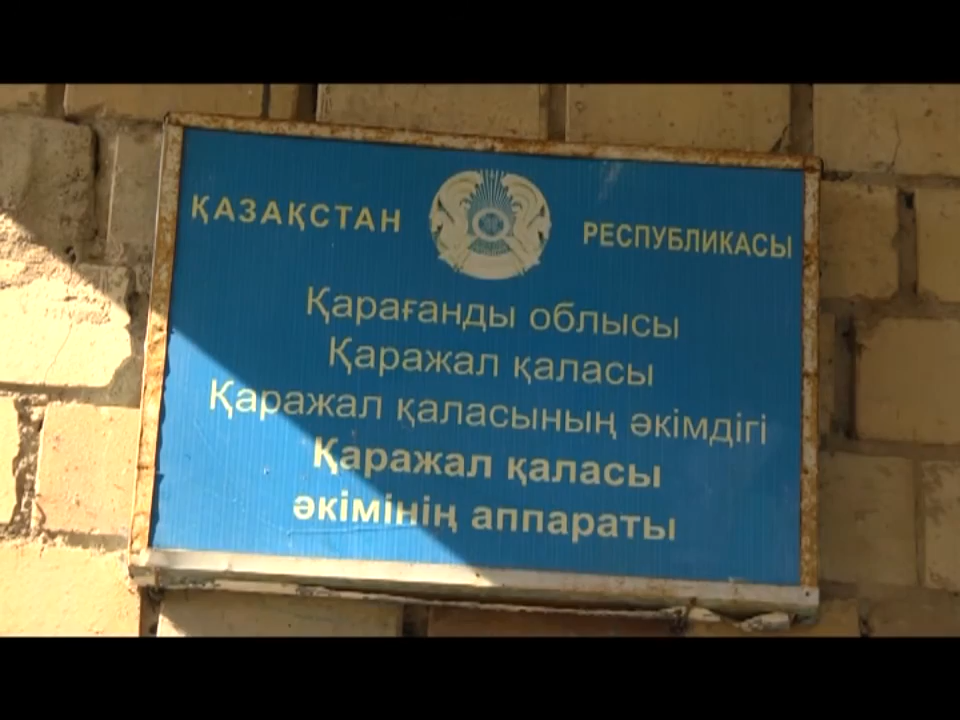 ҚАЗАҚСТАН РЕСПУБЛИКАСЫ
Қарағанды облысы
Қаражал қаласы
Қаражал қаласының әкімдігі
Қаражал қаласы
әкімінің аппараты